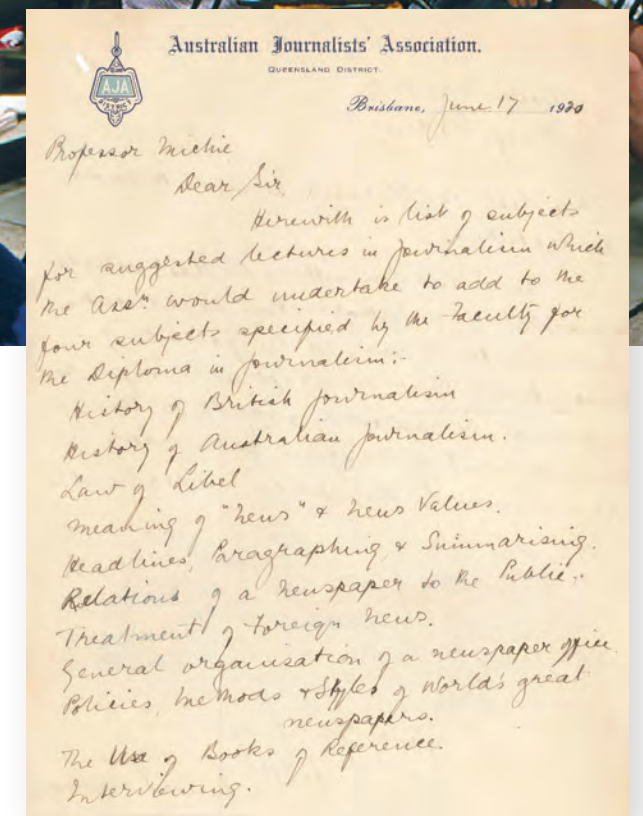 Australian Journalists' Association.
QUEENSLAND DISTRICT.
AJA
DISTRICT
Brisbane, June 17 1920
Professor Michie
Dear Sir,
Herewith is list of subjects
for suggested lectures in journalism which
the Assn. would undertake to add to the
four subjects specified by the Faculty for
the Diploma in journalism:-
History of British journalism
History of Australian journalism.
Law of Libel
Meaning of "News" & News Values.
Headlines, Paragraphing, & Summarising.
Relations of a Newspaper to the Public.
Treatment of Foreign News.
General organisation of a newspaper office.
Policies, Methods & Styles of World's great
newspapers.
The Use of Books of Reference.
Interviewing.